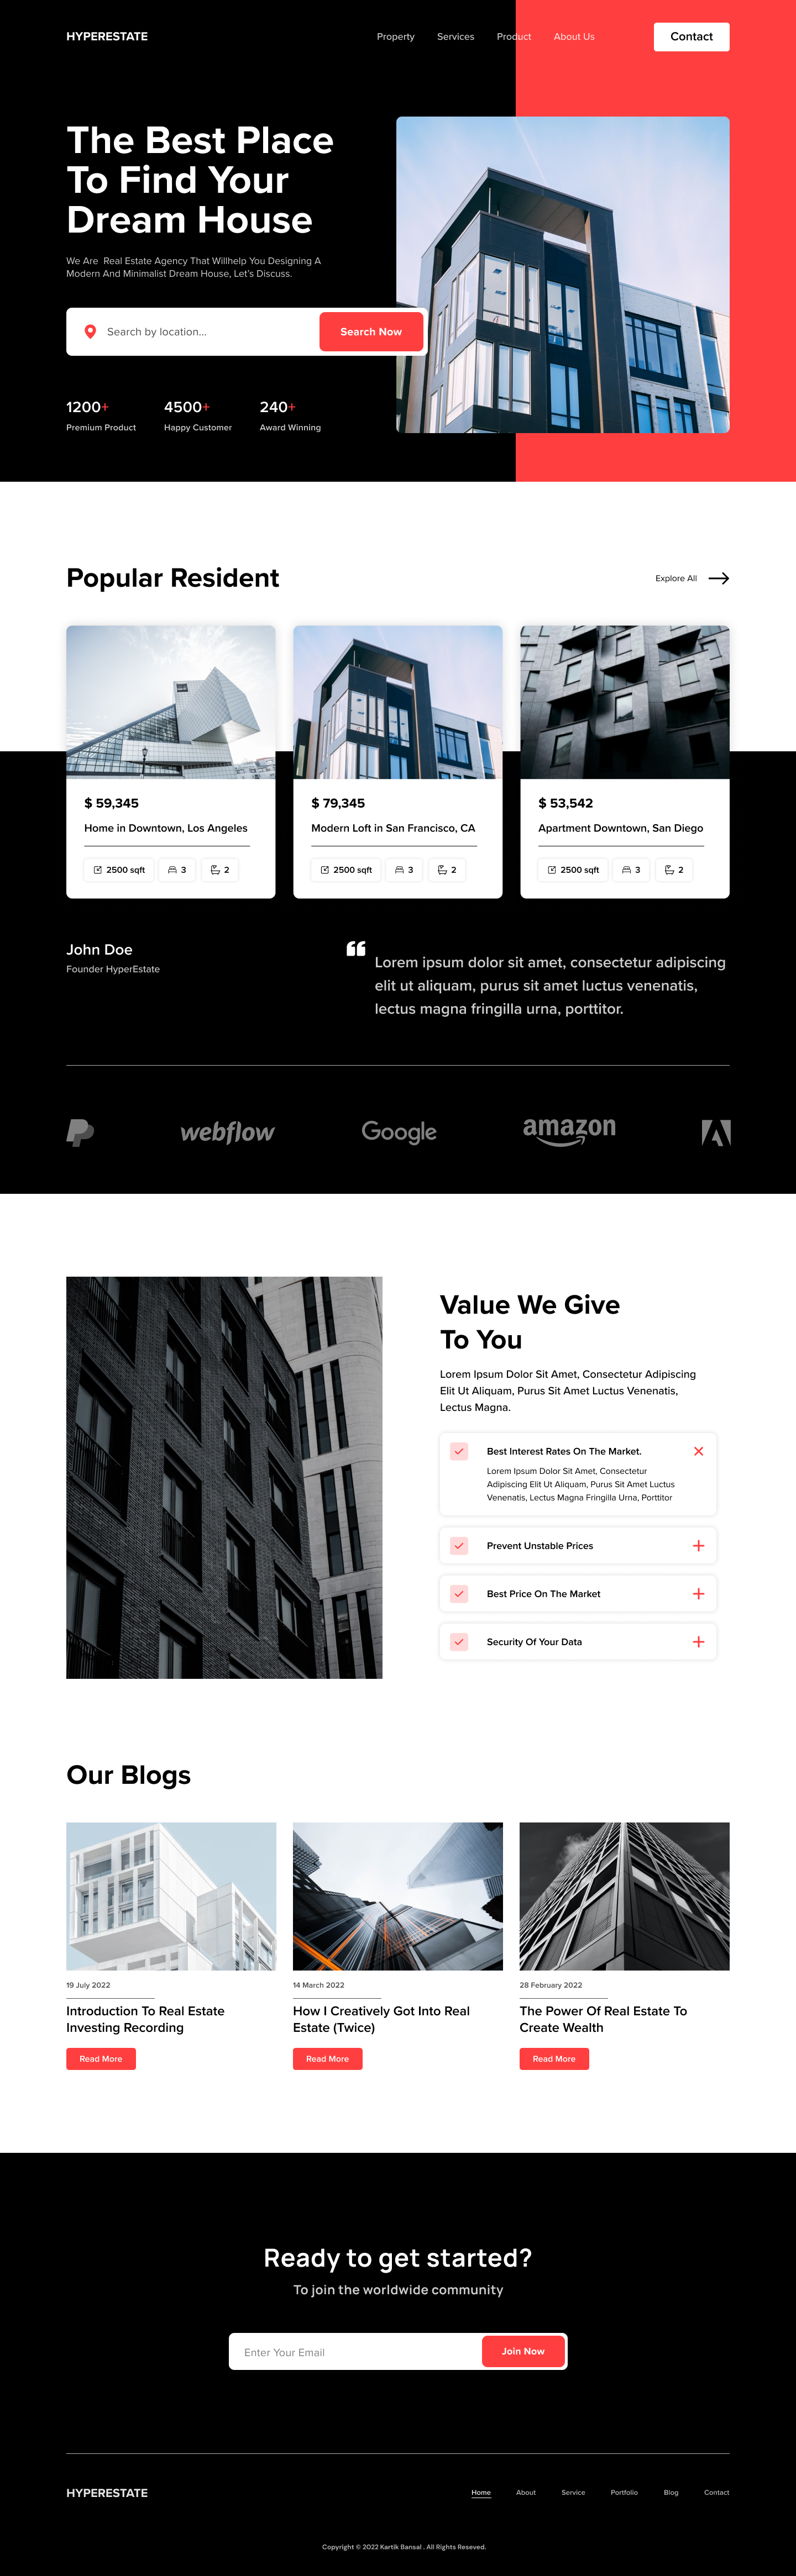 HYPERESTATE
Property
Services
Product
About Us
Contact
The Best Place
To Find Your
Dream House
We Are  Real Estate Agency That Willhelp You Designing A
Modern And Minimalist Dream House, Let's Discuss.
Search by location...
Search Now
1200+
4500+
240+
Premium Product
Happy Customer
Award Winning
Popular Resident
Explore All
$ 59,345
Home in Downtown, Los Angeles
2500 sqft
3
2
$ 79,345
Modern Loft in San Francisco, CA
2500 sqft
3
2
$ 53,542
Apartment Downtown, San Diego
2500 sqft
3
2
John Doe
Founder HyperEstate
Lorem ipsum dolor sit amet, consectetur adipiscing
elit ut aliquam, purus sit amet luctus venenatis,
lectus magna fringilla urna, porttitor.
webflow
Google
amazon
Value We Give
To You
Lorem Ipsum Dolor Sit Amet, Consectetur Adipiscing
Elit Ut Aliquam, Purus Sit Amet Luctus Venenatis,
Lectus Magna.
Best Interest Rates On The Market.
Lorem Ipsum Dolor Sit Amet, Consectetur
Adipiscing Elit Ut Aliquam, Purus Sit Amet Luctus
Venenatis, Lectus Magna Fringilla Urna, Porttitor
Prevent Unstable Prices
Best Price On The Market
Security Of Your Data
Our Blogs
19 July 2022
Introduction To Real Estate
Investing Recording
Read More
14 March 2022
How I Creatively Got Into Real
Estate (Twice)
Read More
28 February 2022
The Power Of Real Estate To
Create Wealth
Read More
Ready to get started?
To join the worldwide community
Enter Your Email
Join Now
HYPERESTATE
Home
About
Service
Portfolio
Blog
Contact
Copyright © 2022 Kartik Bansal . All Rights Reseved.